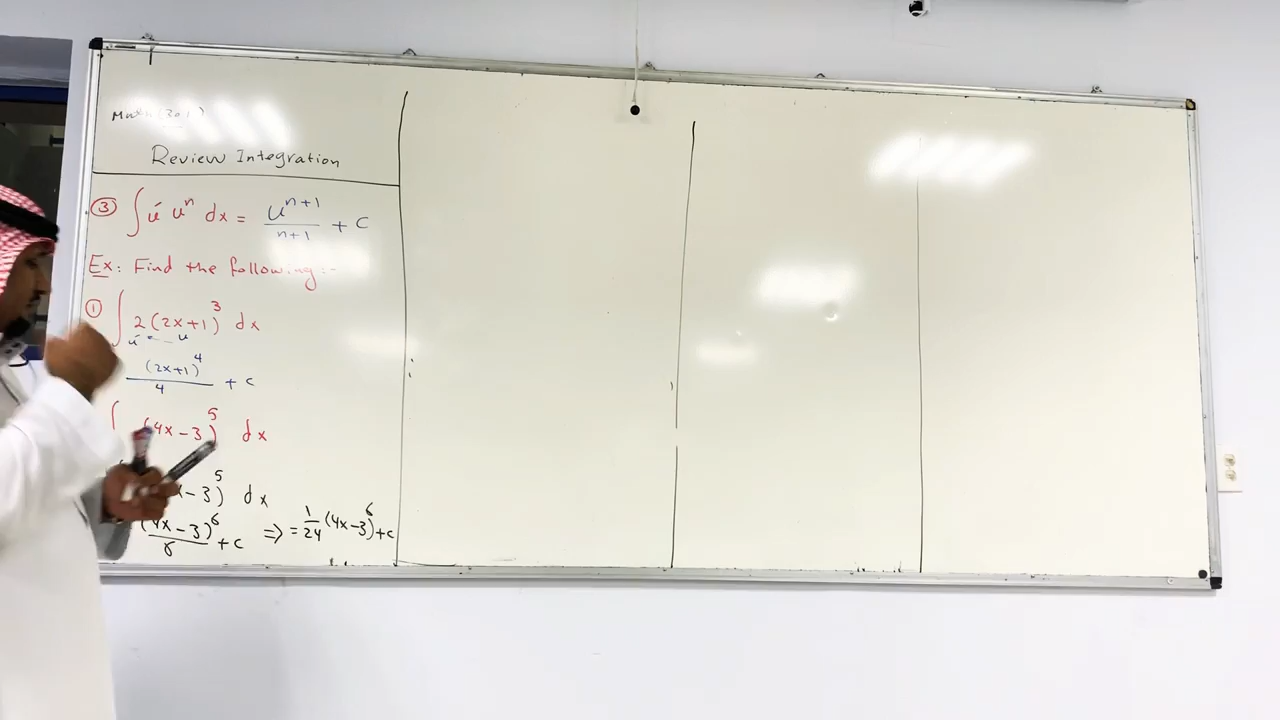 Math (301)
Review Integration
③ ∫ u′ uⁿ dx = uⁿ⁺¹/n+1 + c
Ex: Find the following:-
① ∫ 2(2x+1)³ dx
u′ u
(2x+1)⁴/4 + c
∫ (4x-3)⁵ dx
x-3)⁵ dx
(4x-3)⁶/6 + c ⇒ = 1/24 (4x-3)⁶ + c